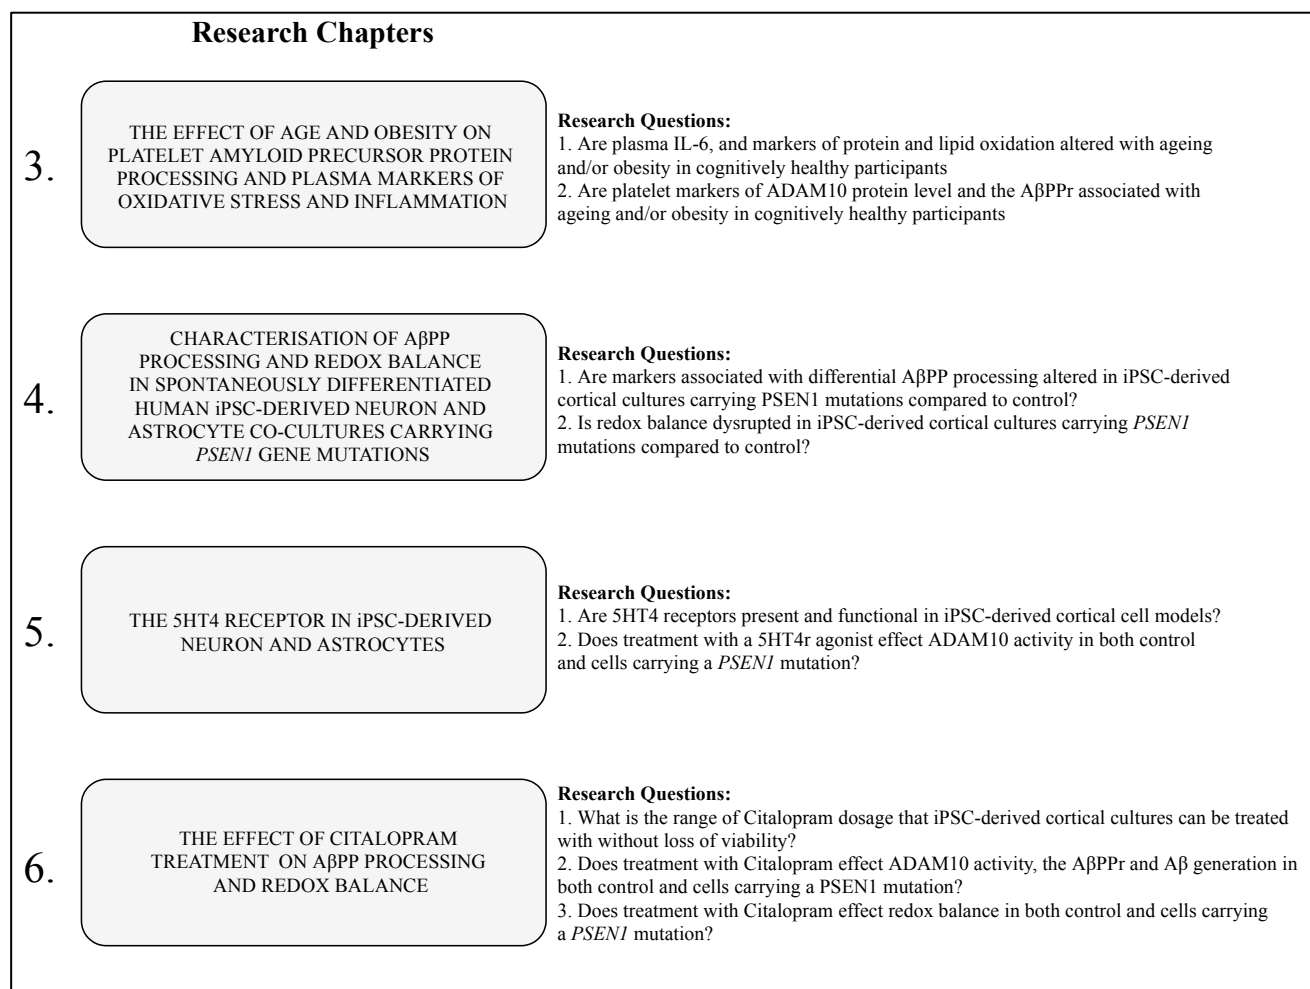 Research Chapters
3.
THE EFFECT OF AGE AND OBESITY ON
PLATELET AMYLOID PRECURSOR PROTEIN
PROCESSING AND PLASMA MARKERS OF
OXIDATIVE STRESS AND INFLAMMATION
Research Questions:
1. Are plasma IL-6, and markers of protein and lipid oxidation altered with ageing
and/or obesity in cognitively healthy participants
2. Are platelet markers of ADAM10 protein level and the AβPPr associated with
ageing and/or obesity in cognitively healthy participants
4.
CHARACTERISATION OF AβPP
PROCESSING AND REDOX BALANCE
IN SPONTANEOUSLY DIFFERENTIATED
HUMAN iPSC-DERIVED NEURON AND
ASTROCYTE CO-CULTURES CARRYING
PSEN1 GENE MUTATIONS
Research Questions:
1. Are markers associated with differential AβPP processing altered in iPSC-derived
cortical cultures carrying PSEN1 mutations compared to control?
2. Is redox balance dysrupted in iPSC-derived cortical cultures carrying PSEN1
mutations compared to control?
5.
THE 5HT4 RECEPTOR IN iPSC-DERIVED
NEURON AND ASTROCYTES
Research Questions:
1. Are 5HT4 receptors present and functional in iPSC-derived cortical cell models?
2. Does treatment with a 5HT4r agonist effect ADAM10 activity in both control
and cells carrying a PSEN1 mutation?
6.
THE EFFECT OF CITALOPRAM
TREATMENT ON AβPP PROCESSING
AND REDOX BALANCE
Research Questions:
1. What is the range of Citalopram dosage that iPSC-derived cortical cultures can be treated
with without loss of viability?
2. Does treatment with Citalopram effect ADAM10 activity, the AβPPr and Aβ generation in
both control and cells carrying a PSEN1 mutation?
3. Does treatment with Citalopram effect redox balance in both control and cells carrying
a PSEN1 mutation?